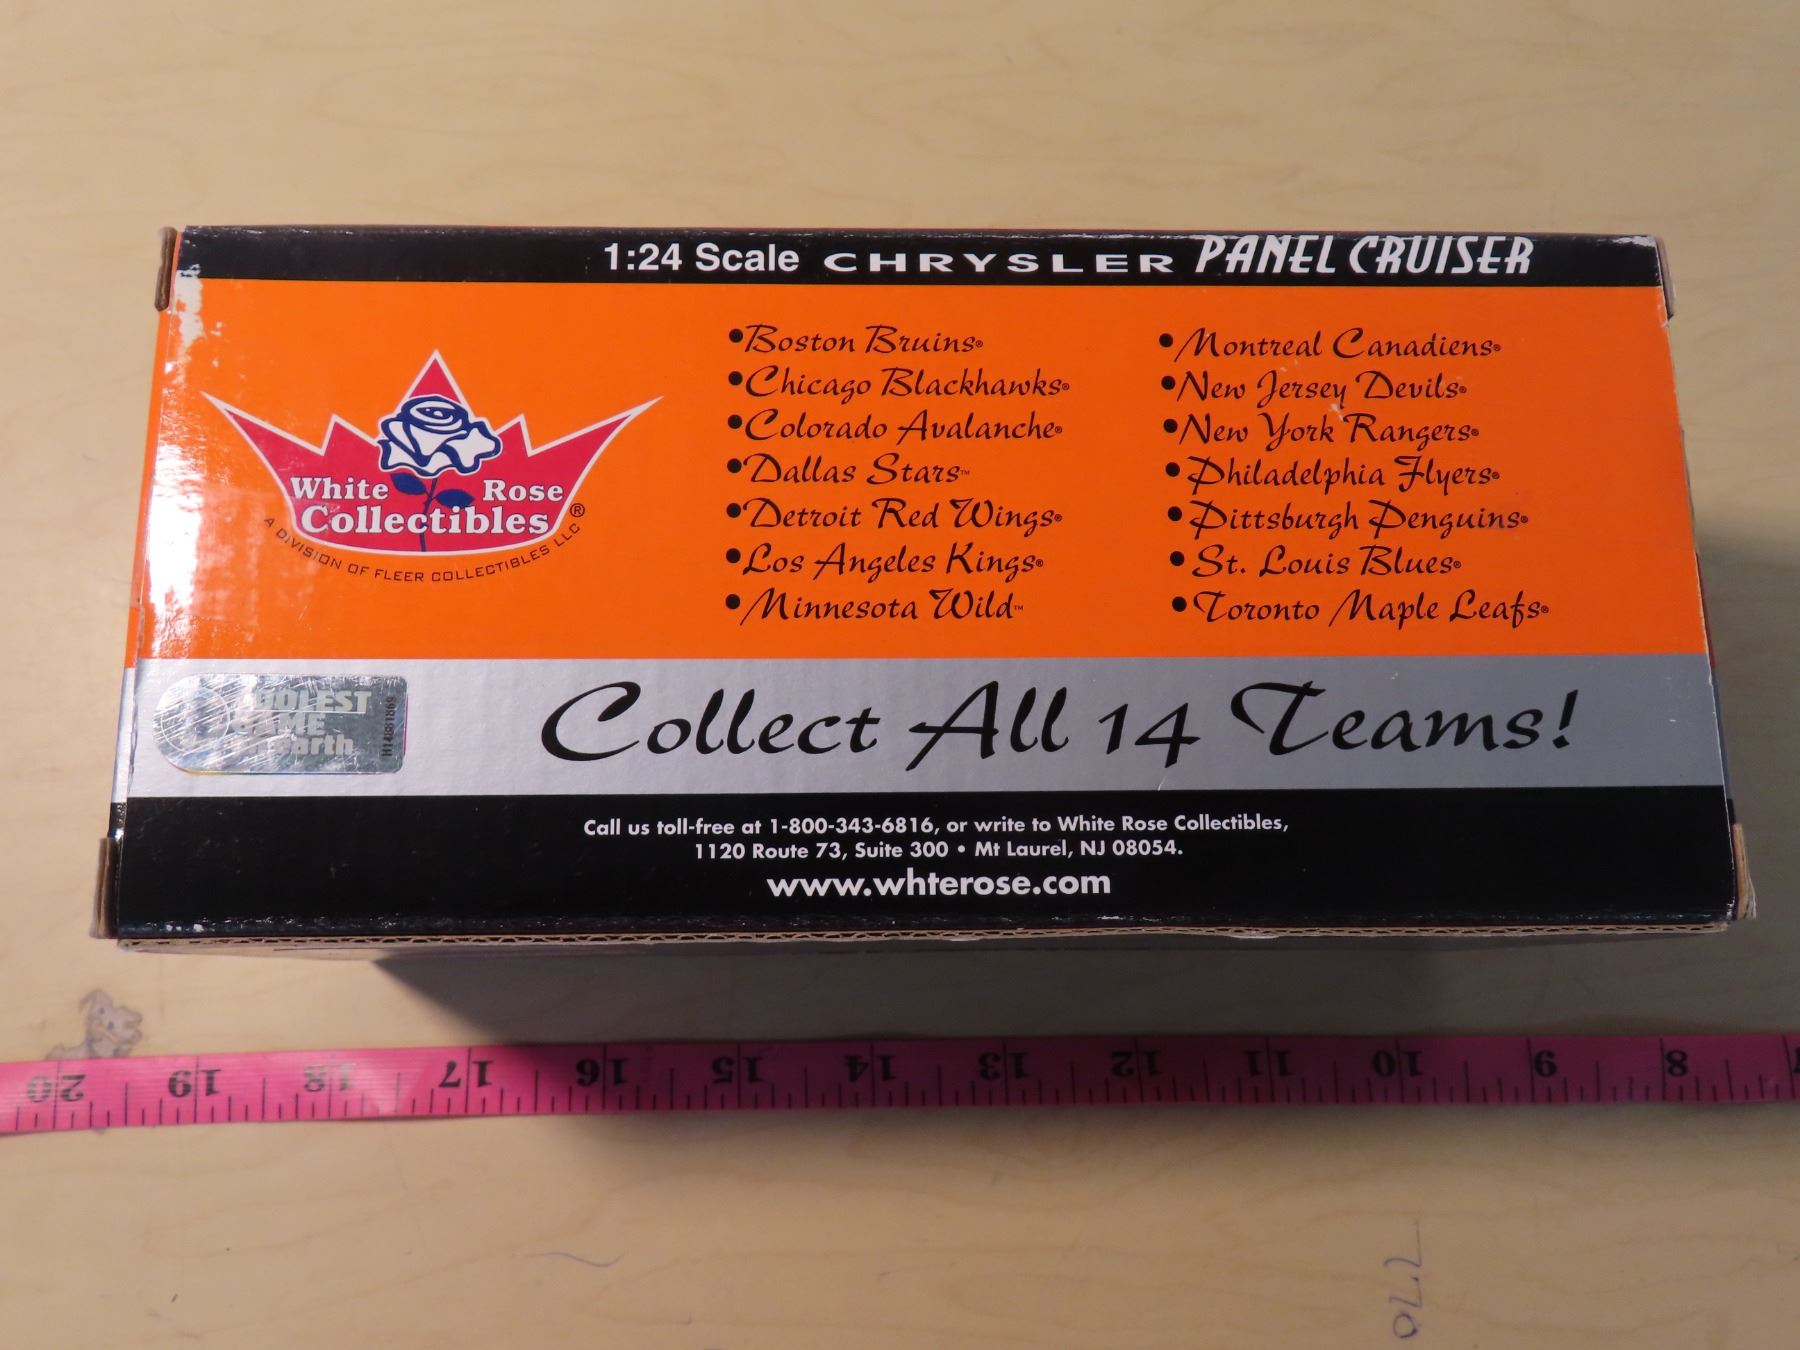 1:24 Scale CHRYSLER PANEL CRUISER
•Boston Bruins®
•Chicago Blackhawks®
•Colorado Avalanche®
•Dallas Stars™
•Detroit Red Wings®
•Los Angeles Kings®
•Minnesota Wild™
•Montreal Canadiens®
•New Jersey Devils®
•New York Rangers®
•Philadelphia Flyers®
•Pittsburgh Penguins®
•St. Louis Blues®
•Toronto Maple Leafs®
White Rose
Collectibles®
A DIVISION OF FLEER COLLECTIBLES LLC
Collect All 14 Teams!
Call us toll-free at 1-800-343-6816, or write to White Rose Collectibles,
1120 Route 73, Suite 300 • Mt Laurel, NJ 08054.
www.whterose.com
20 19 18 17 16 15 14 13 12 11 10 9 8